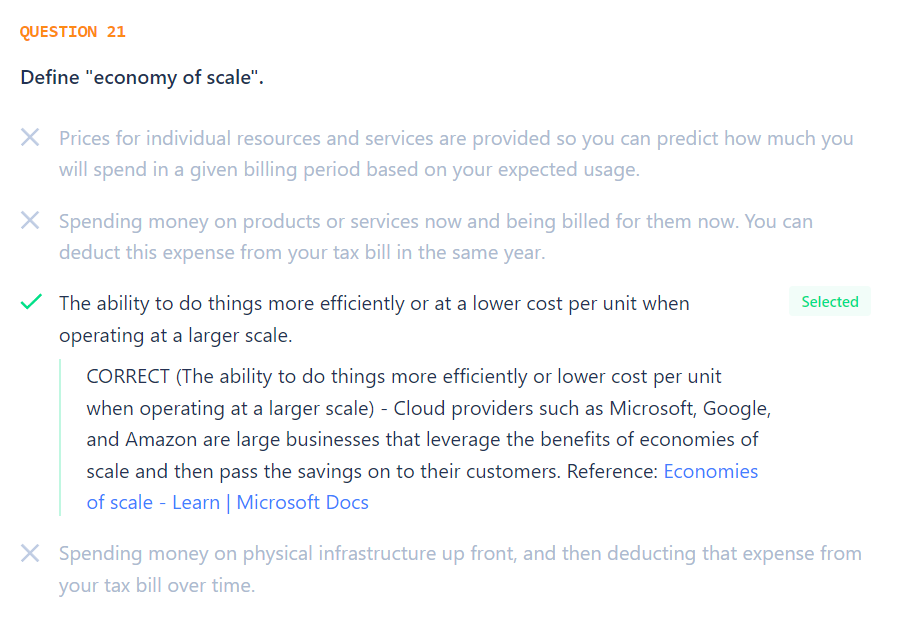 QUESTION 21
Define "economy of scale".
Prices for individual resources and services are provided so you can predict how much you
will spend in a given billing period based on your expected usage.
Spending money on products or services now and being billed for them now. You can
deduct this expense from your tax bill in the same year.
The ability to do things more efficiently or at a lower cost per unit when
Selected
operating at a larger scale.
CORRECT (The ability to do things more efficiently or lower cost per unit
when operating at a larger scale) - Cloud providers such as Microsoft, Google,
and Amazon are large businesses that leverage the benefits of economies of
scale and then pass the savings on to their customers. Reference: Economies
of scale - Learn | Microsoft Docs
Spending money on physical infrastructure up front, and then deducting that expense from
your tax bill over time.